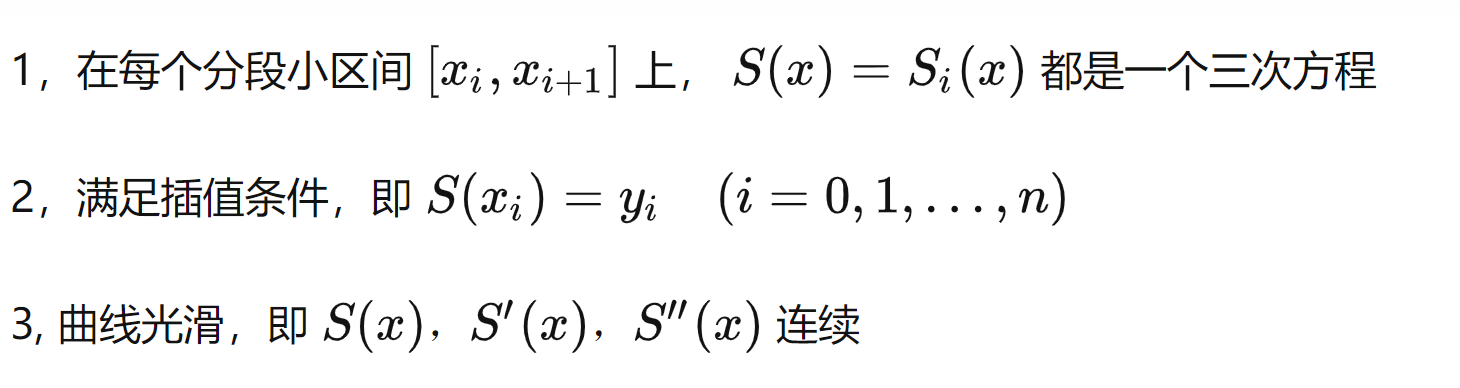 1，在每个分段小区间 $[x_i, x_{i+1}]$ 上， $S(x) = S_i(x)$ 都是一个三次方程
2，满足插值条件，即 $S(x_i) = y_i \quad (i = 0, 1, \ldots, n)$
3, 曲线光滑，即 $S(x)$，$S'(x)$，$S''(x)$ 连续